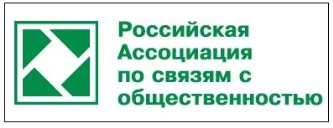 Российская
Ассоциация
по связям с
общественностью